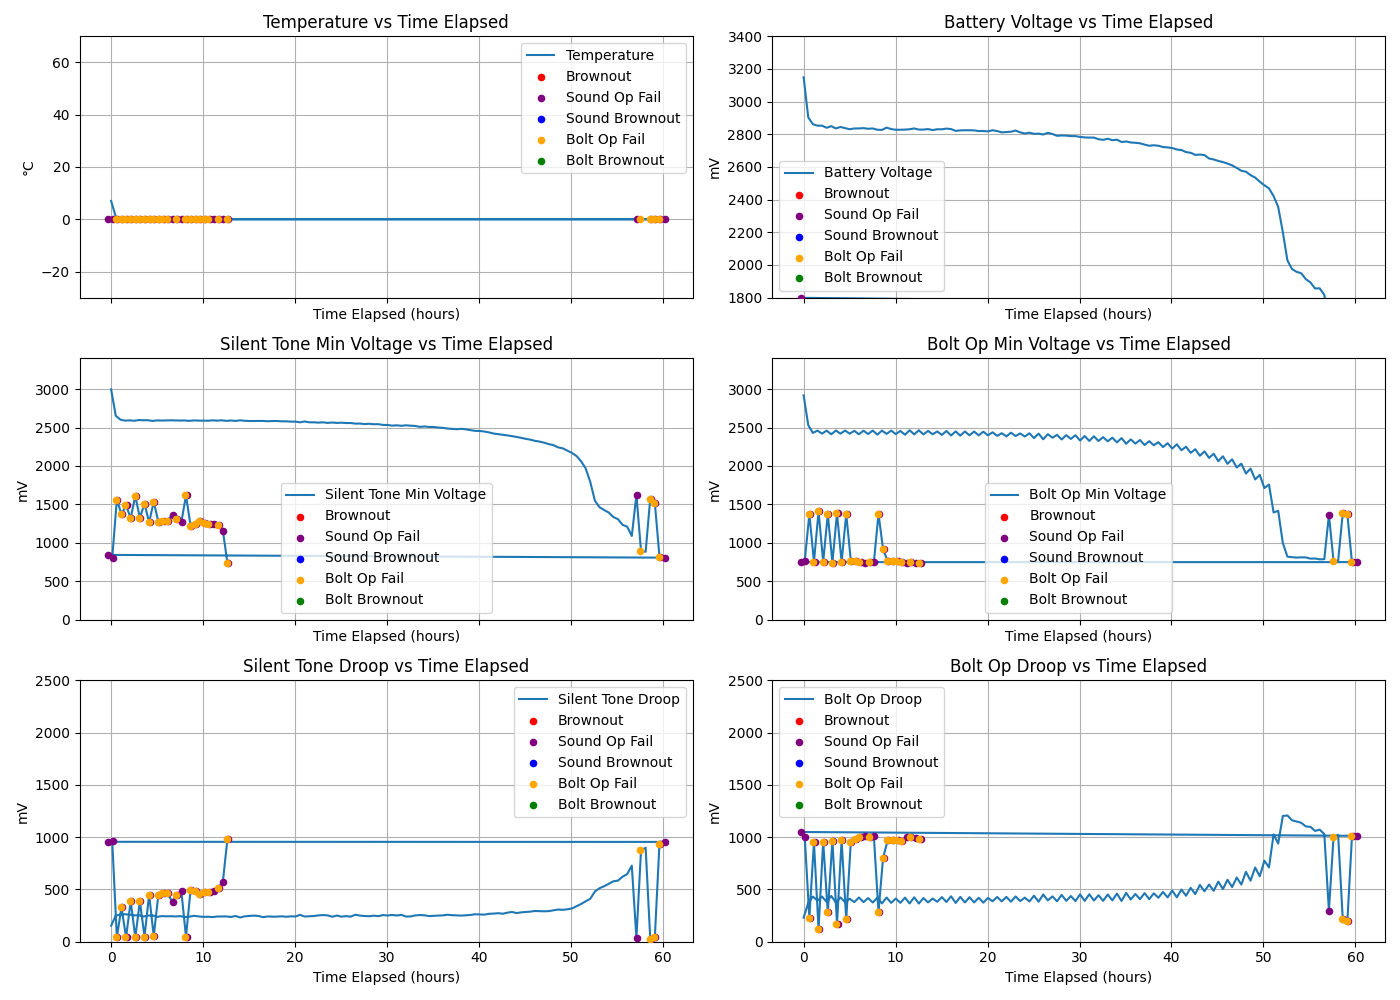 Temperature vs Time Elapsed
°C
60
40
20
0
−20
Temperature
Brownout
Sound Op Fail
Sound Brownout
Bolt Op Fail
Bolt Brownout
Time Elapsed (hours)
Battery Voltage vs Time Elapsed
mV
3400
3200
3000
2800
2600
2400
2200
2000
1800
Battery Voltage
Brownout
Sound Op Fail
Sound Brownout
Bolt Op Fail
Bolt Brownout
Time Elapsed (hours)
Silent Tone Min Voltage vs Time Elapsed
mV
3000
2500
2000
1500
1000
500
0
Silent Tone Min Voltage
Brownout
Sound Op Fail
Sound Brownout
Bolt Op Fail
Bolt Brownout
Time Elapsed (hours)
Bolt Op Min Voltage vs Time Elapsed
mV
3000
2500
2000
1500
1000
500
0
Bolt Op Min Voltage
Brownout
Sound Op Fail
Sound Brownout
Bolt Op Fail
Bolt Brownout
Time Elapsed (hours)
Silent Tone Droop vs Time Elapsed
mV
2500
2000
1500
1000
500
0
Silent Tone Droop
Brownout
Sound Op Fail
Sound Brownout
Bolt Op Fail
Bolt Brownout
0 10 20 30 40 50 60
Time Elapsed (hours)
Bolt Op Droop vs Time Elapsed
mV
2500
2000
1500
1000
500
0
Bolt Op Droop
Brownout
Sound Op Fail
Sound Brownout
Bolt Op Fail
Bolt Brownout
0 10 20 30 40 50 60
Time Elapsed (hours)